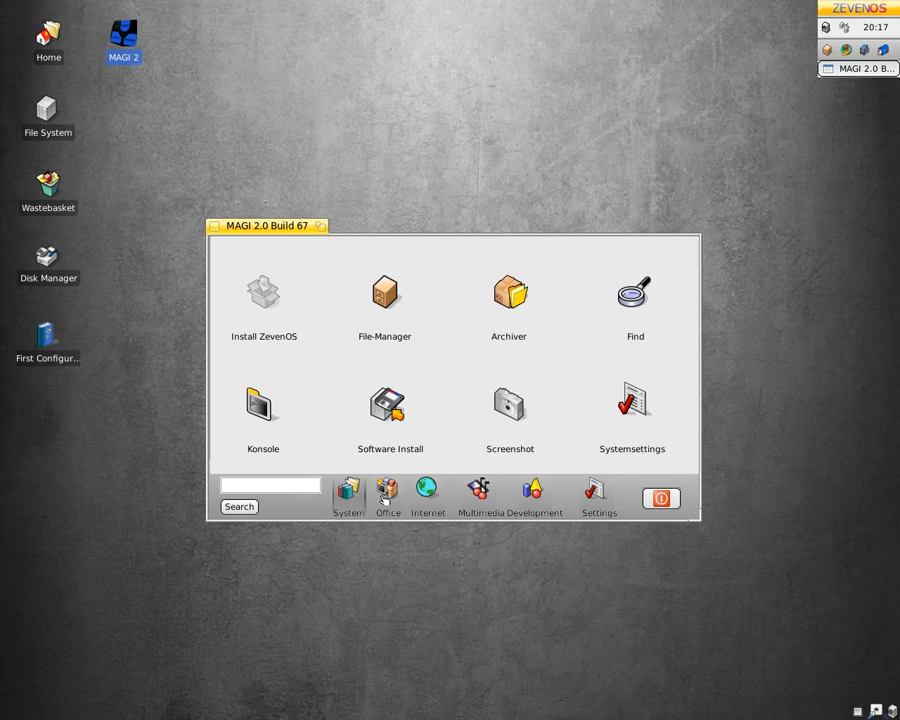 ZEVENOS
20:17
MAGI 2.0 B...
Home
MAGI 2
File System
Wastebasket
Disk Manager
First Configur...
MAGI 2.0 Build 67
Install ZevenOS
File-Manager
Archiver
Find
Konsole
Software Install
Screenshot
Systemsettings
Search
System
Office
Internet
Multimedia
Development
Settings